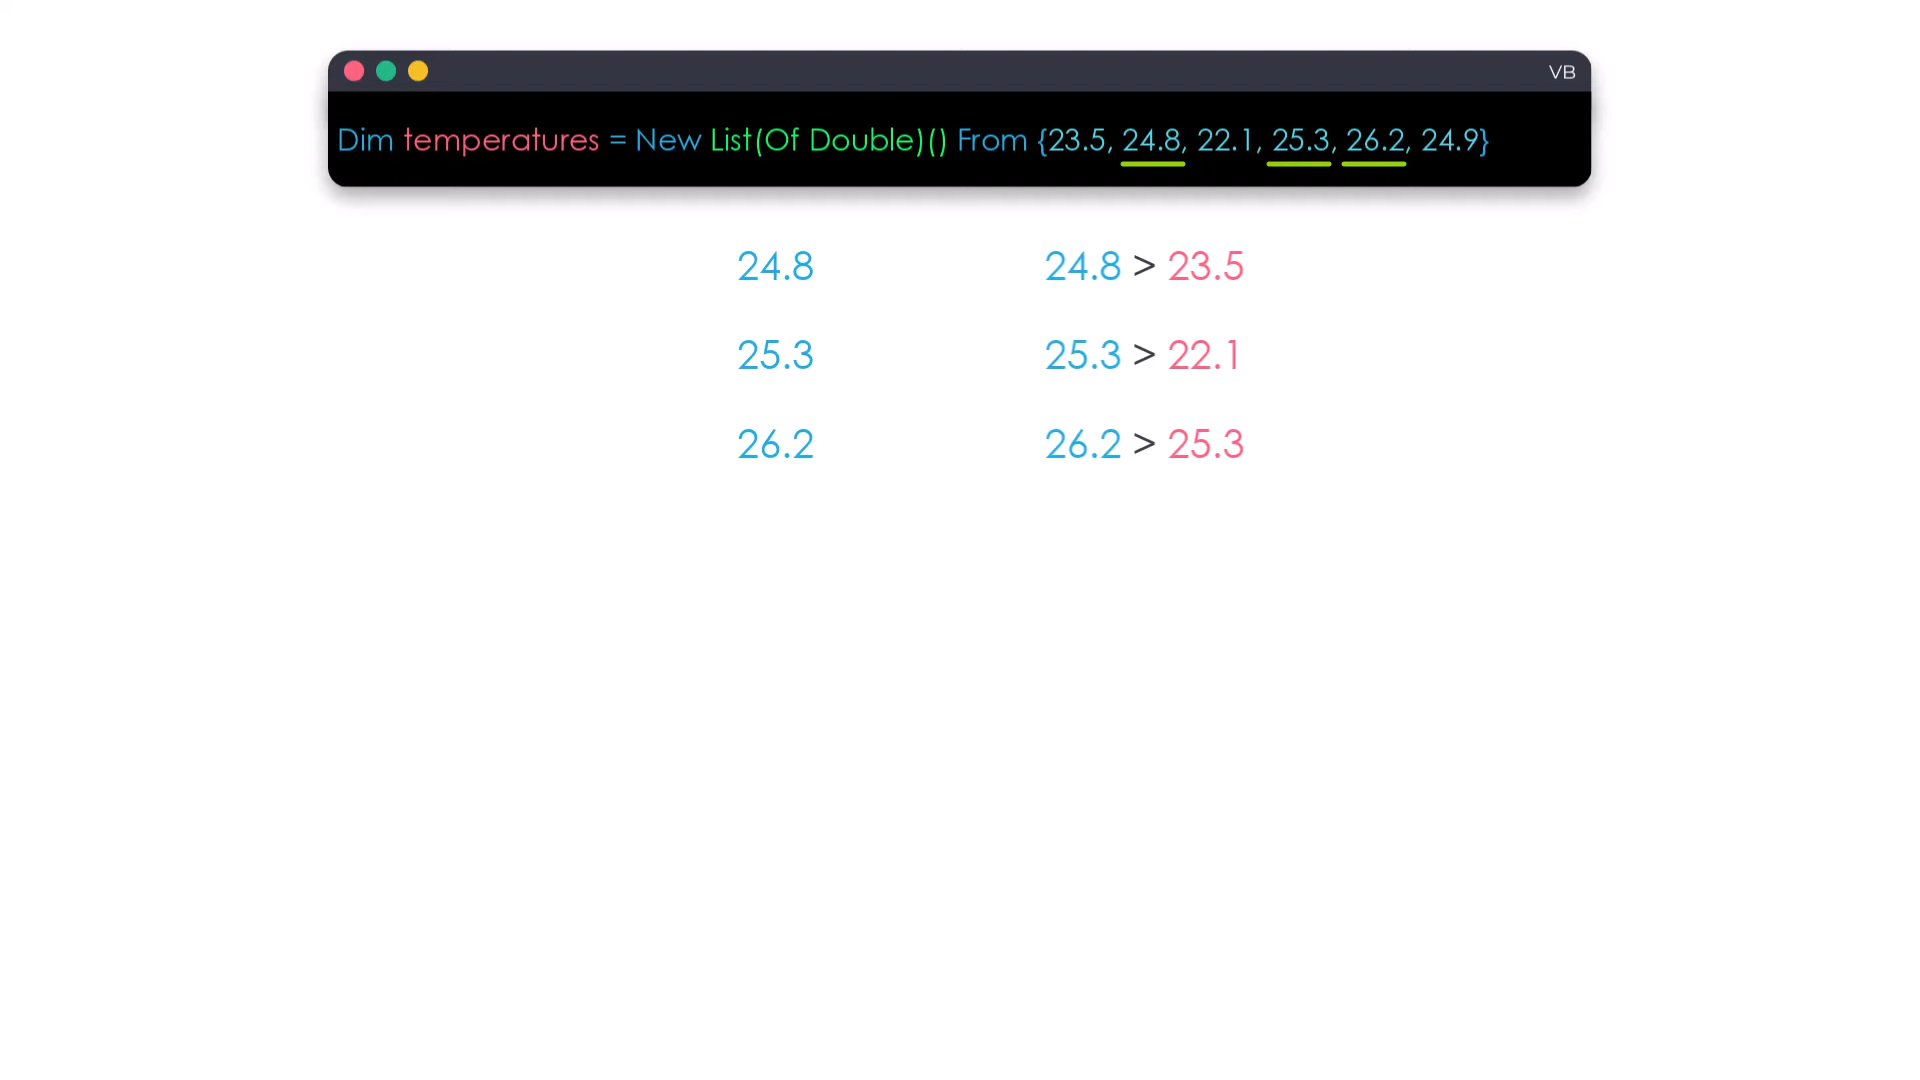 VB
Dim temperatures = New List(Of Double)() From {23.5, 24.8, 22.1, 25.3, 26.2, 24.9}
24.8 24.8 > 23.5
25.3 25.3 > 22.1
26.2 26.2 > 25.3